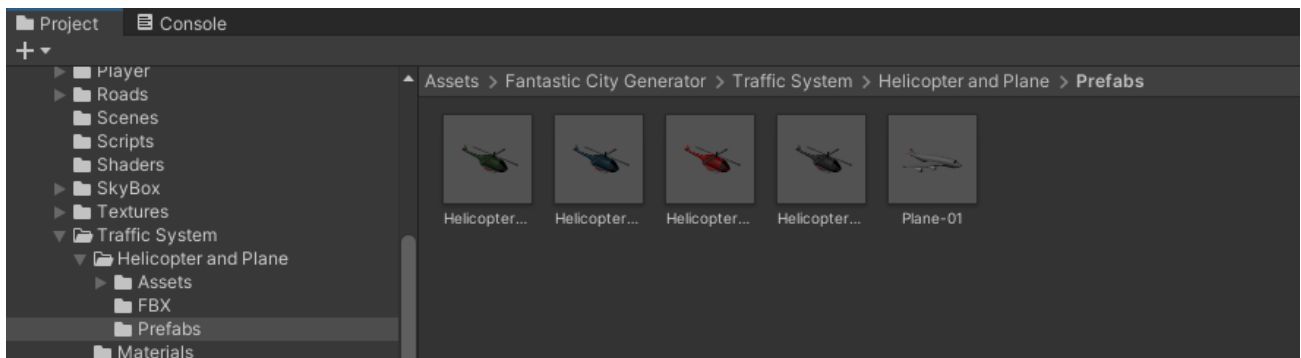 Project Console
Player
Roads
Scenes
Scripts
Shaders
SkyBox
Textures
Traffic System
Helicopter and Plane
Assets
FBX
Prefabs
Materials
Assets > Fantastic City Generator > Traffic System > Helicopter and Plane > Prefabs
Helicopter... Helicopter... Helicopter... Helicopter... Plane-01